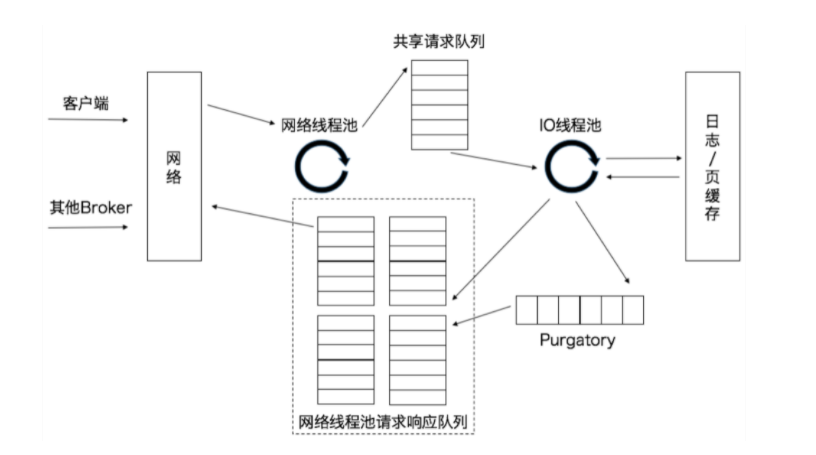 共享请求队列
客户端
网络线程池
IO线程池
网络
日志/页缓存
其他Broker
Purgatory
网络线程池请求响应队列